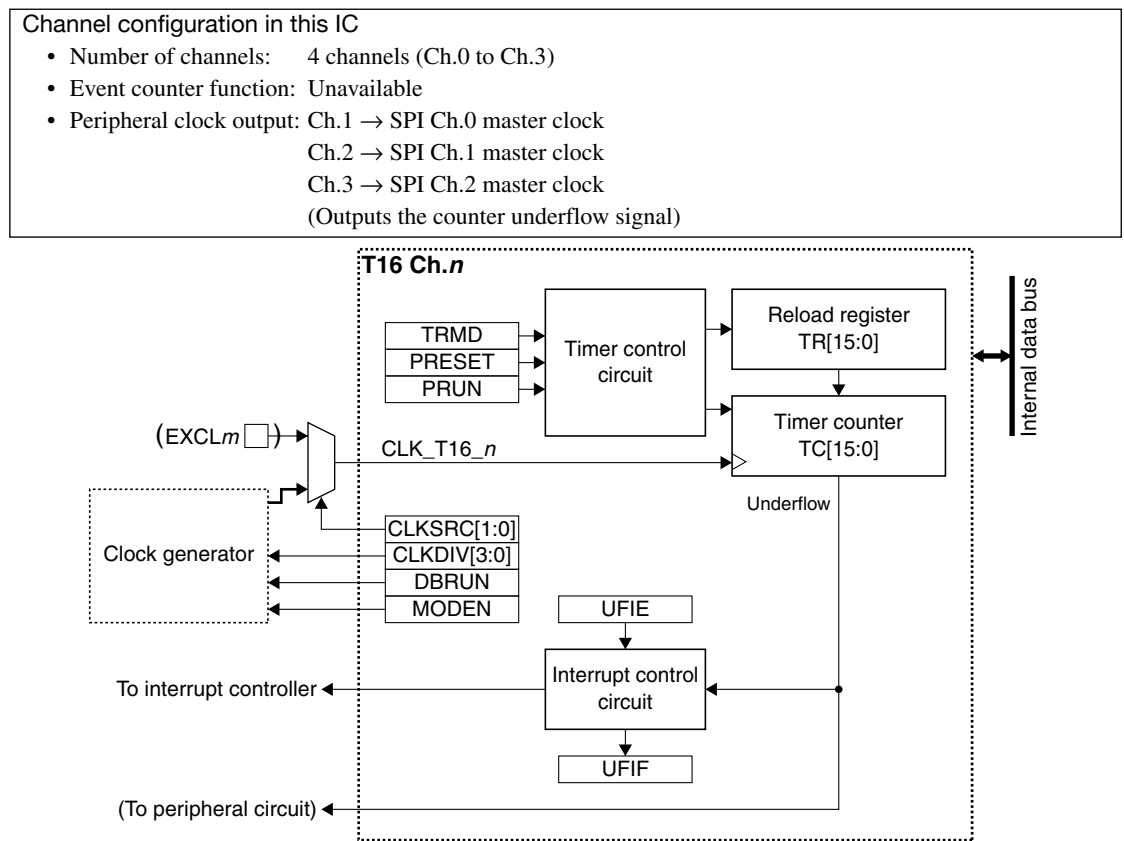 Channel configuration in this IC
• Number of channels: 4 channels (Ch.0 to Ch.3)
• Event counter function: Unavailable
• Peripheral clock output: Ch.1 → SPI Ch.0 master clock
Ch.2 → SPI Ch.1 master clock
Ch.3 → SPI Ch.2 master clock
(Outputs the counter underflow signal)
T16 Ch.n
TRMD
PRESET
PRUN
Timer control
circuit
Reload register
TR[15:0]
Timer counter
TC[15:0]
Internal data bus
(EXCLm )
CLK_T16_n
Underflow
Clock generator
CLKSRC[1:0]
CLKDIV[3:0]
DBRUN
MODEN
UFIE
Interrupt control
circuit
UFIF
To interrupt controller
(To peripheral circuit)